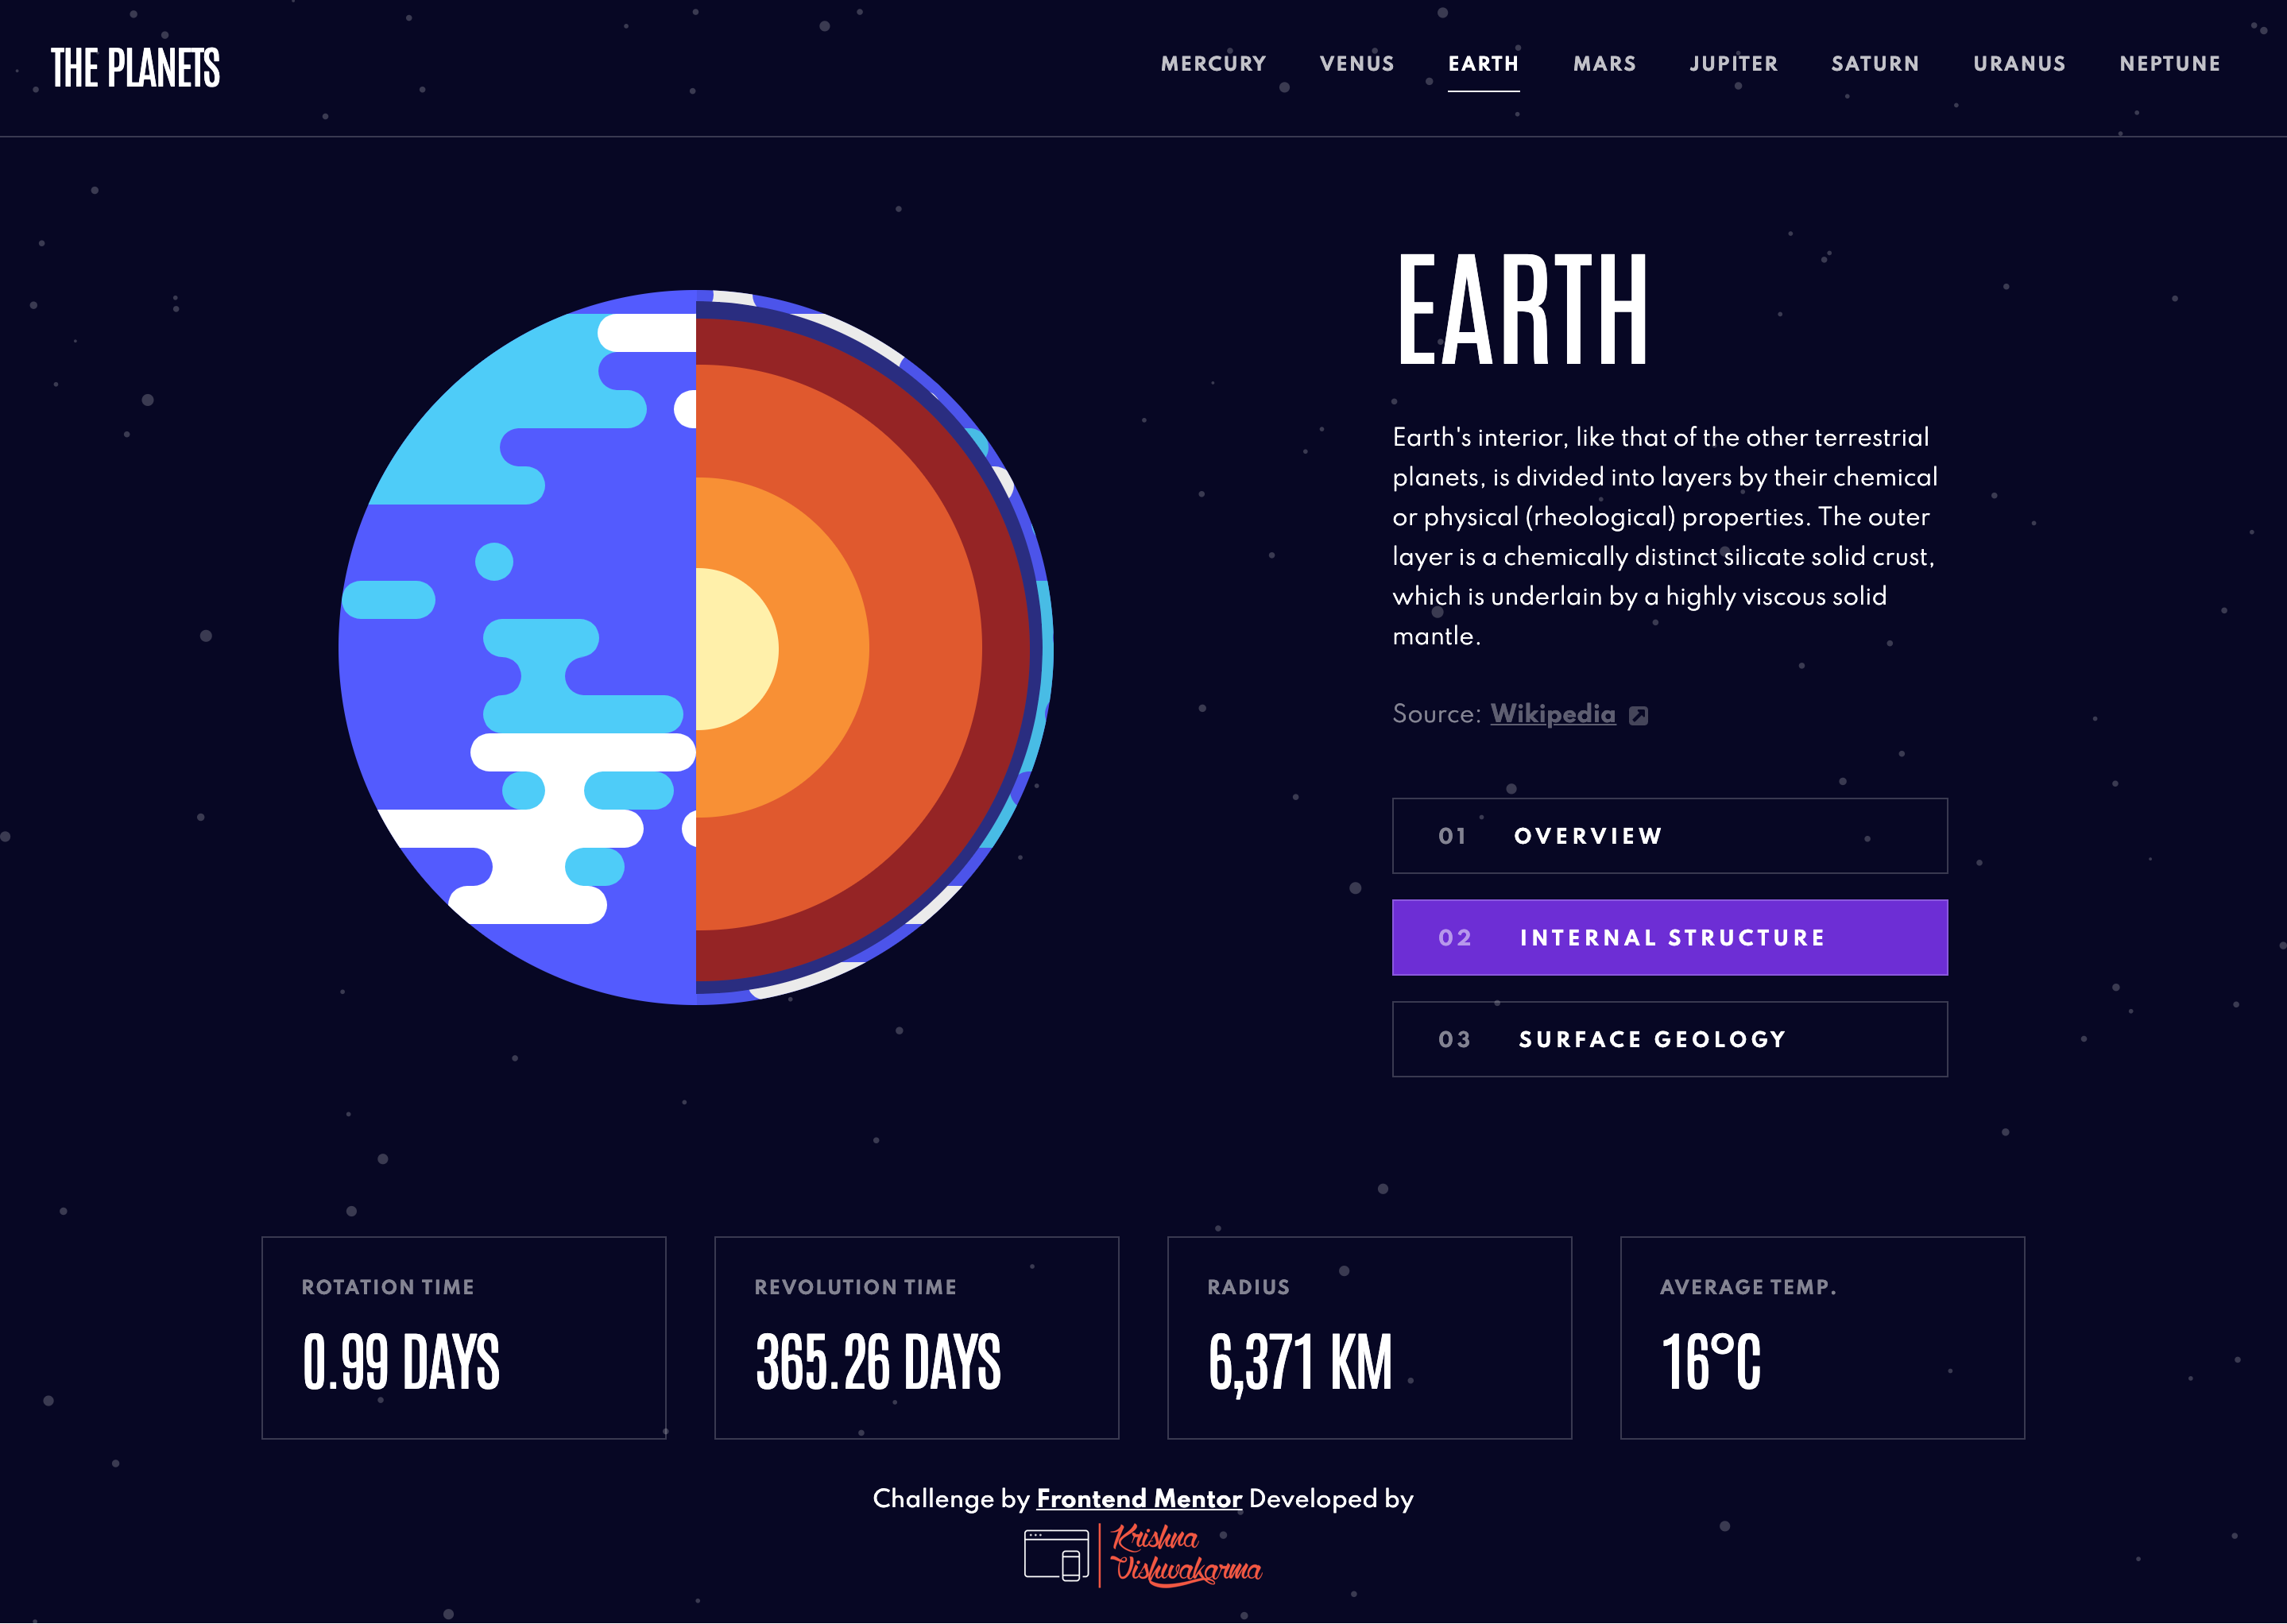 THE PLANETS
MERCURY VENUS EARTH MARS JUPITER SATURN URANUS NEPTUNE
EARTH
Earth's interior, like that of the other terrestrial
planets, is divided into layers by their chemical
or physical (rheological) properties. The outer
layer is a chemically distinct silicate solid crust,
which is underlain by a highly viscous solid
mantle.
Source: Wikipedia
01 OVERVIEW
02 INTERNAL STRUCTURE
03 SURFACE GEOLOGY
ROTATION TIME
0.99 DAYS
REVOLUTION TIME
365.26 DAYS
RADIUS
6,371 KM
AVERAGE TEMP.
16°C
Challenge by Frontend Mentor Developed by
Krishna
Vishwakarma